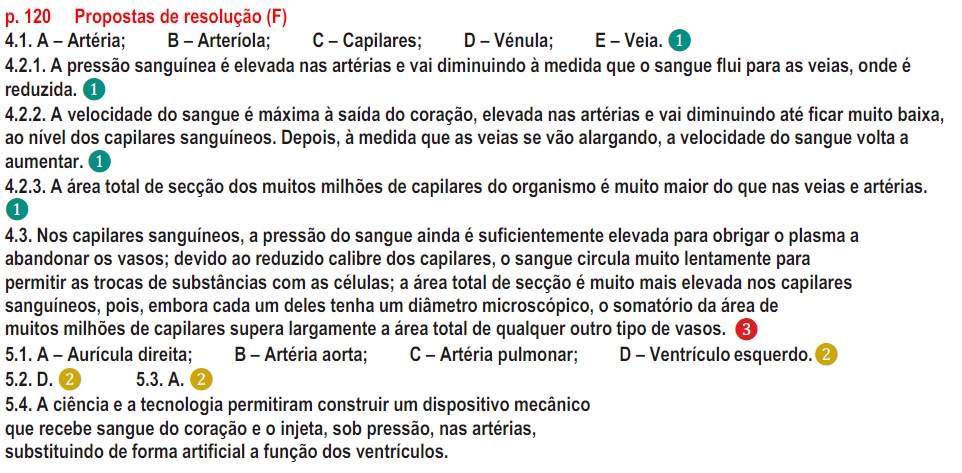 p. 120 Propostas de resolução (F)
4.1. A – Artéria; B – Arteríola; C – Capilares; D – Vénula; E – Veia. 1
4.2.1. A pressão sanguínea é elevada nas artérias e vai diminuindo à medida que o sangue flui para as veias, onde é
reduzida. 1
4.2.2. A velocidade do sangue é máxima à saída do coração, elevada nas artérias e vai diminuindo até ficar muito baixa,
ao nível dos capilares sanguíneos. Depois, à medida que as veias se vão alargando, a velocidade do sangue volta a
aumentar. 1
4.2.3. A área total de secção dos muitos milhões de capilares do organismo é muito maior do que nas veias e artérias.
1
4.3. Nos capilares sanguíneos, a pressão do sangue ainda é suficientemente elevada para obrigar o plasma a
abandonar os vasos; devido ao reduzido calibre dos capilares, o sangue circula muito lentamente para
permitir as trocas de substâncias com as células; a área total de secção é muito mais elevada nos capilares
sanguíneos, pois, embora cada um deles tenha um diâmetro microscópico, o somatório da área de
muitos milhões de capilares supera largamente a área total de qualquer outro tipo de vasos. 3
5.1. A – Aurícula direita; B – Artéria aorta; C – Artéria pulmonar; D – Ventrículo esquerdo. 2
5.2. D. 2 5.3. A. 2
5.4. A ciência e a tecnologia permitiram construir um dispositivo mecânico
que recebe sangue do coração e o injeta, sob pressão, nas artérias,
substituindo de forma artificial a função dos ventrículos.